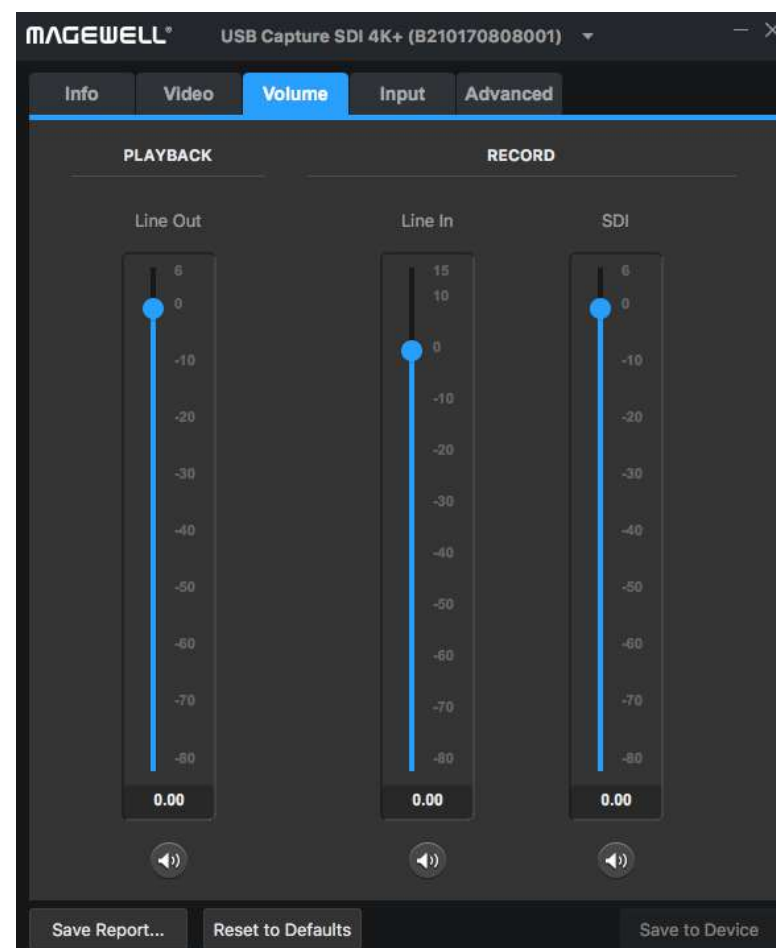 MAGEWELL® USB Capture SDI 4K+ (B210170808001)
Info Video Volume Input Advanced
PLAYBACK RECORD
Line Out Line In SDI
6 15 6
0 10 0
-10 0 -10
-20 -10 -20
-30 -20 -30
-40 -30 -40
-50 -40 -50
-60 -50 -60
-70 -60 -70
-80 -70 -80
-80
0.00 0.00 0.00
Save Report... Reset to Defaults Save to Device